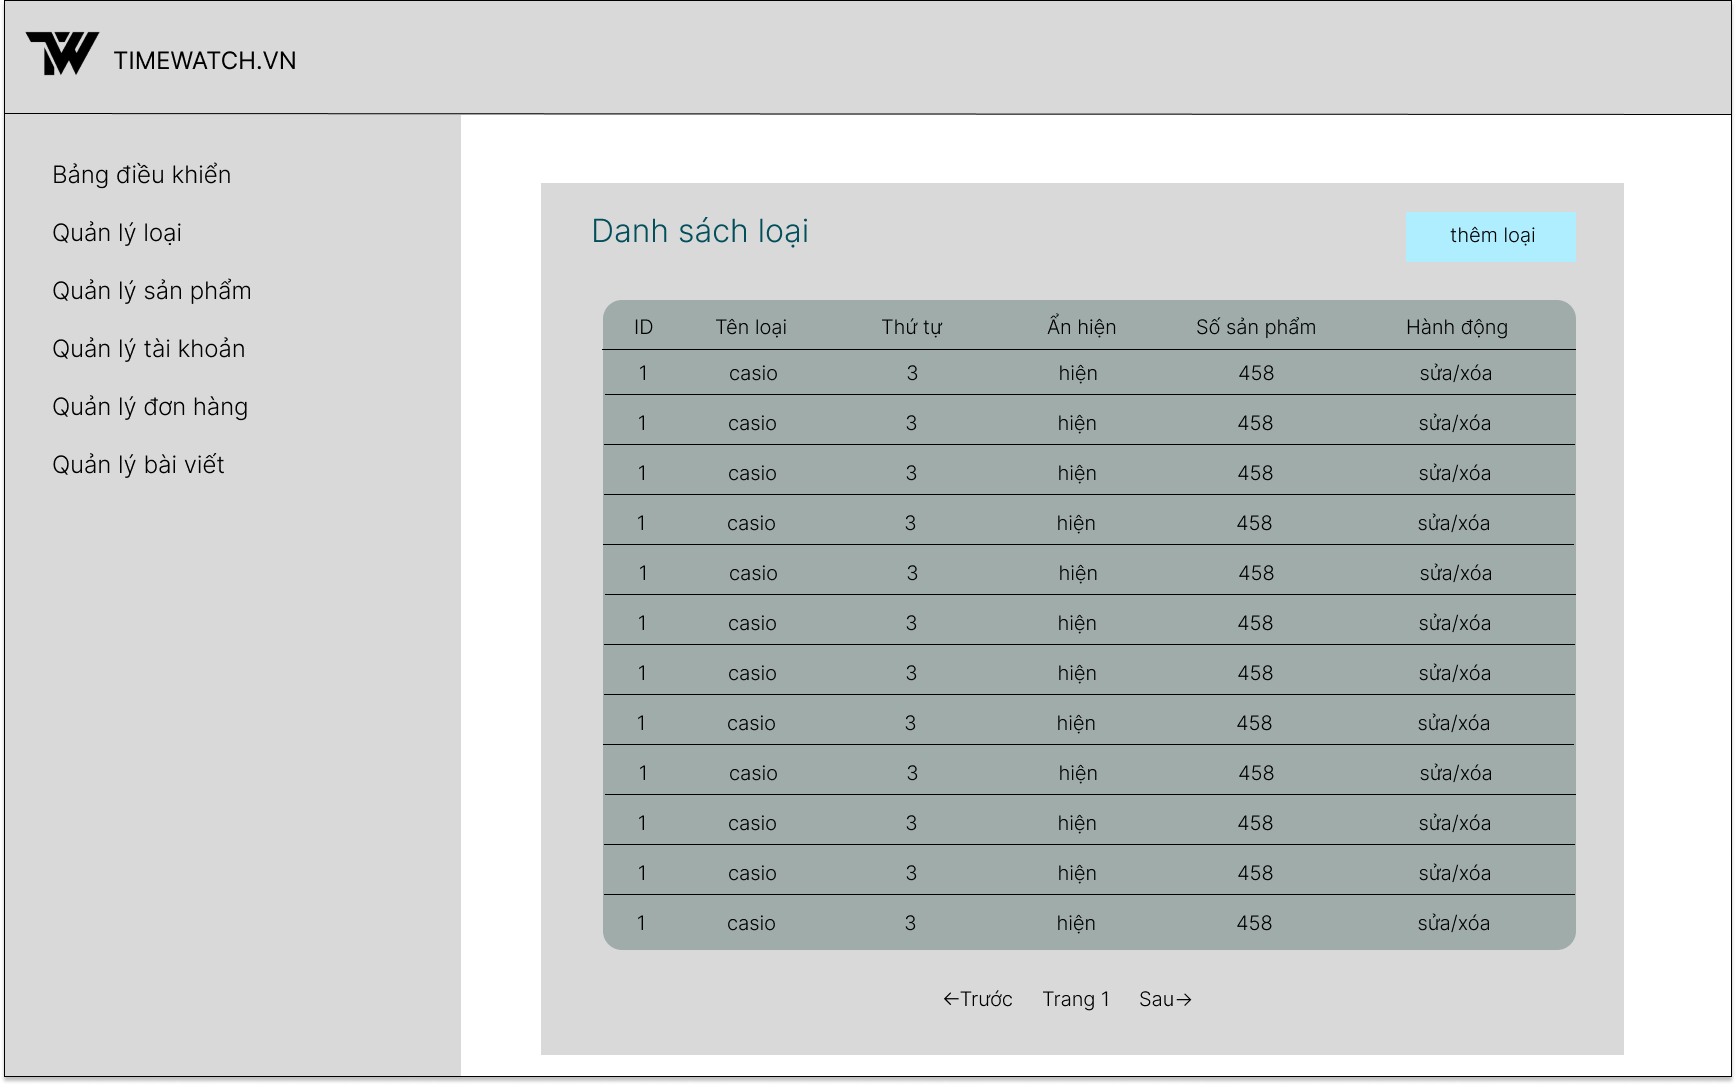 TW TIMEWATCH.VN
Bảng điều khiển
Quản lý loại
Quản lý sản phẩm
Quản lý tài khoản
Quản lý đơn hàng
Quản lý bài viết
Danh sách loại
thêm loại
ID Tên loại Thứ tự Ẩn hiện Số sản phẩm Hành động
1 casio 3 hiện 458 sửa/xóa
1 casio 3 hiện 458 sửa/xóa
1 casio 3 hiện 458 sửa/xóa
1 casio 3 hiện 458 sửa/xóa
1 casio 3 hiện 458 sửa/xóa
1 casio 3 hiện 458 sửa/xóa
1 casio 3 hiện 458 sửa/xóa
1 casio 3 hiện 458 sửa/xóa
1 casio 3 hiện 458 sửa/xóa
1 casio 3 hiện 458 sửa/xóa
1 casio 3 hiện 458 sửa/xóa
1 casio 3 hiện 458 sửa/xóa
←Trước Trang 1 Sau→